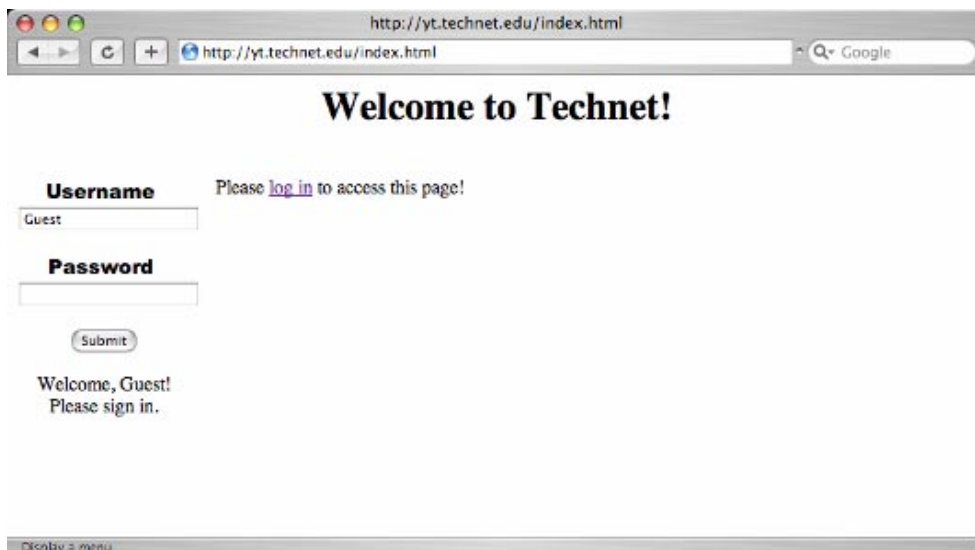 http://yt.technet.edu/index.html
http://yt.technet.edu/index.html
Google
Welcome to Technet!
Username
Guest
Please log in to access this page!
Password
Submit
Welcome, Guest!
Please sign in.
Display a menu